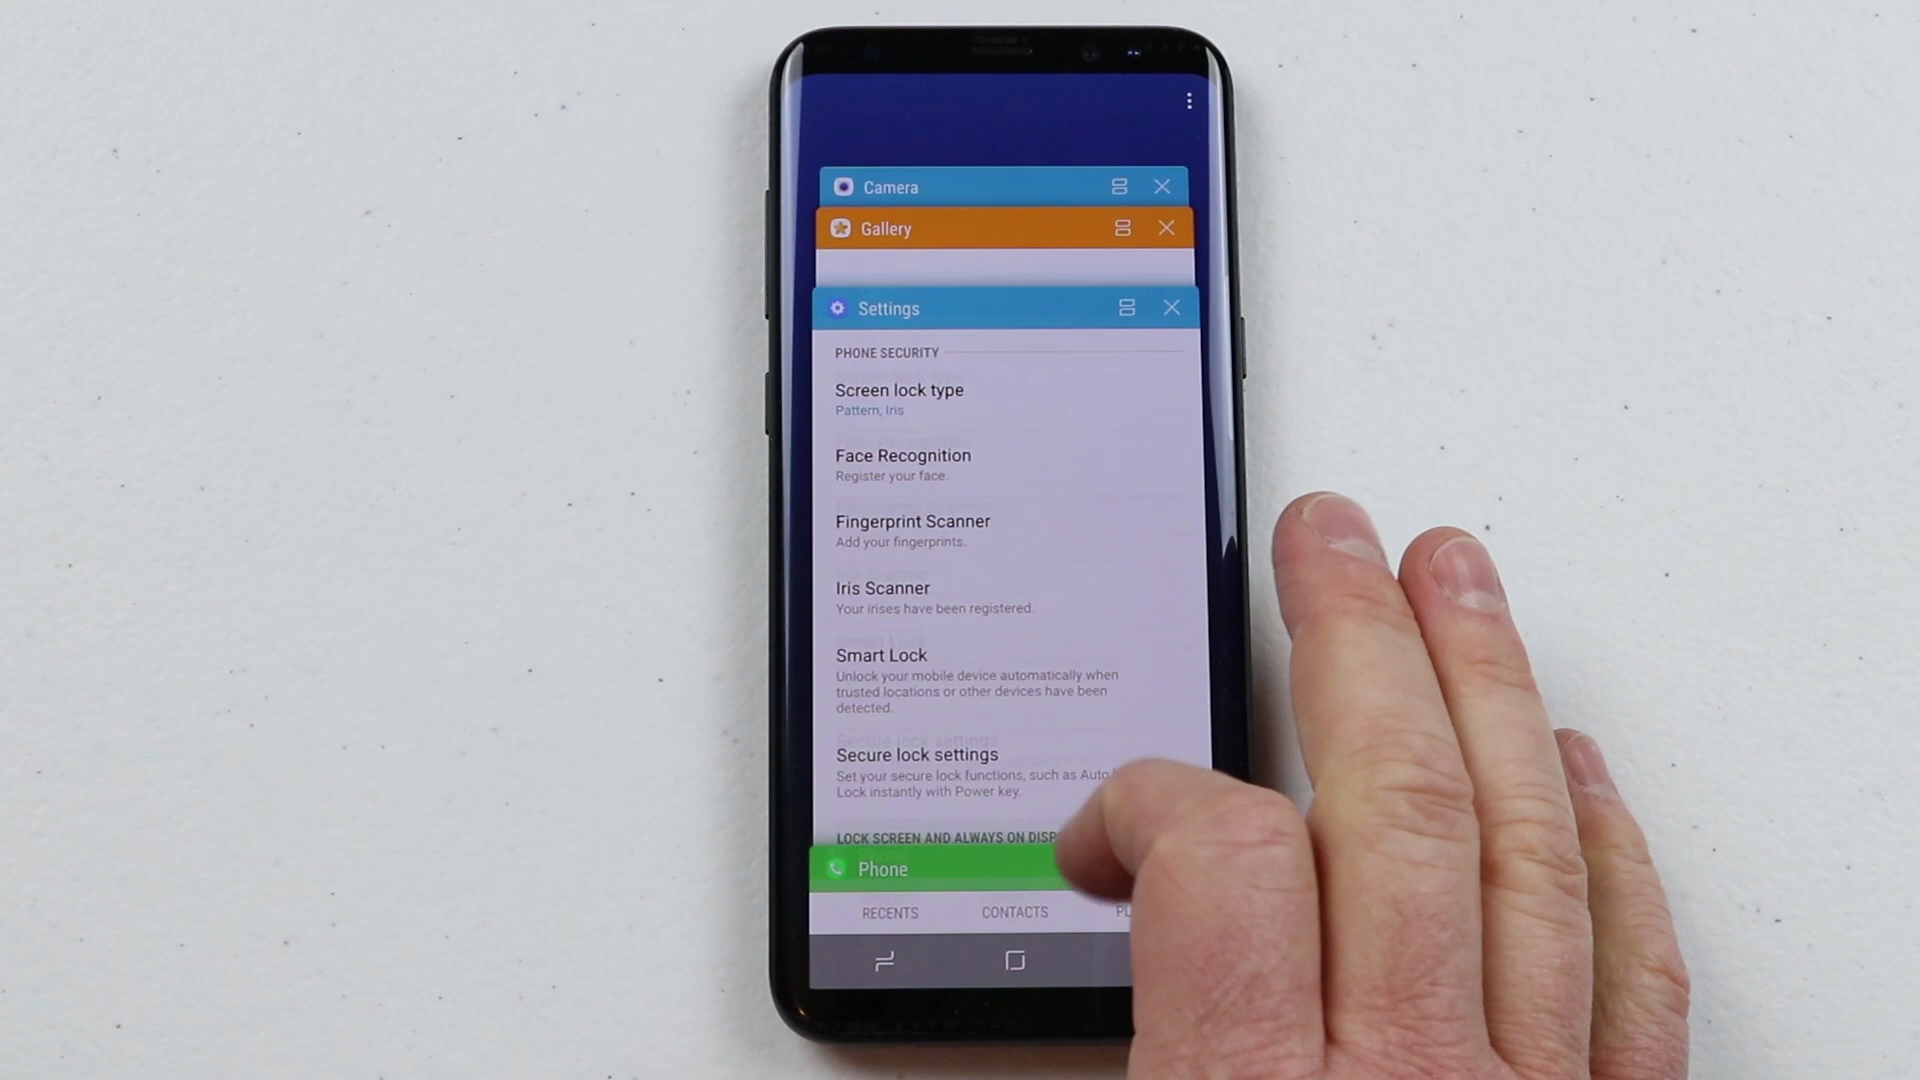 Camera
Gallery
Settings
PHONE SECURITY
Screen lock type
Pattern, Iris
Face Recognition
Register your face.
Fingerprint Scanner
Add your fingerprints.
Iris Scanner
Your irises have been registered.
Smart Lock
Unlock your mobile device automatically when
trusted locations or other devices have been
detected.
Secure lock settings
Set your secure lock functions, such as Auto
Lock instantly with Power key.
LOCK SCREEN AND ALWAYS ON
Phone
RECENTS CONTACTS